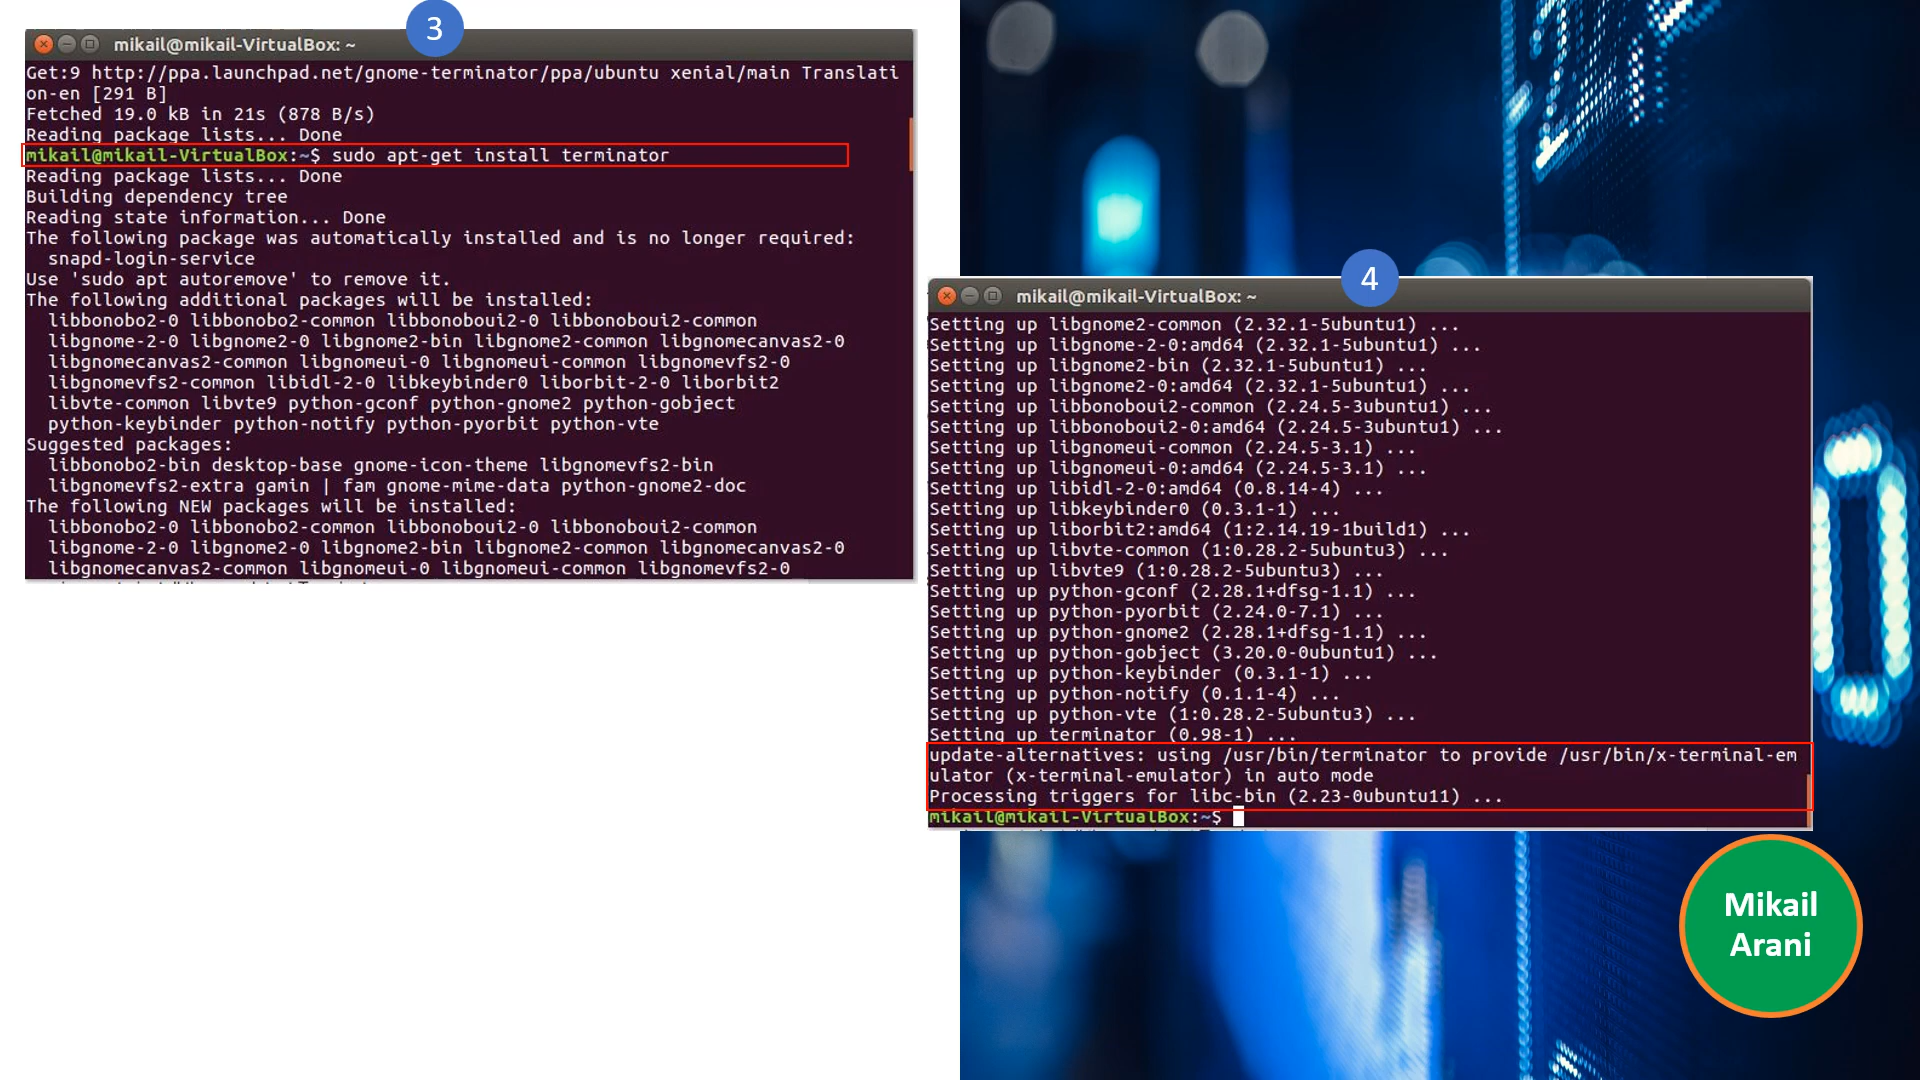 3
mikail@mikail-VirtualBox: ~
Get:9 http://ppa.launchpad.net/gnome-terminator/ppa/ubuntu xenial/main Translati
on-en [291 B]
Fetched 19.0 kB in 21s (878 B/s)
Reading package lists... Done
mikail@mikail-VirtualBox:~$ sudo apt-get install terminator
Reading package lists... Done
Building dependency tree
Reading state information... Done
The following package was automatically installed and is no longer required:
  snapd-login-service
Use 'sudo apt autoremove' to remove it.
The following additional packages will be installed:
  libbonobo2-0 libbonobo2-common libbonoboui2-0 libbonoboui2-common
  libgnome-2-0 libgnome2-0 libgnome2-bin libgnome2-common libgnomecanvas2-0
  libgnomecanvas2-common libgnomeui-0 libgnomeui-common libgnomevfs2-0
  libgnomevfs2-common libidl-2-0 libkeybinder0 liborbit-2-0 liborbit2
  libvte-common libvte9 python-gconf python-gnome2 python-gobject
  python-keybinder python-notify python-pyorbit python-vte
Suggested packages:
  libbonobo2-bin desktop-base gnome-icon-theme libgnomevfs2-bin
  libgnomevfs2-extra gamin | fam gnome-mime-data python-gnome2-doc
The following NEW packages will be installed:
  libbonobo2-0 libbonobo2-common libbonoboui2-0 libbonoboui2-common
  libgnome-2-0 libgnome2-0 libgnome2-bin libgnome2-common libgnomecanvas2-0
  libgnomecanvas2-common libgnomeui-0 libgnomeui-common libgnomevfs2-0
4
mikail@mikail-VirtualBox: ~
Setting up libgnome2-common (2.32.1-5ubuntu1) ...
Setting up libgnome-2-0:amd64 (2.32.1-5ubuntu1) ...
Setting up libgnome2-bin (2.32.1-5ubuntu1) ...
Setting up libgnome2-0:amd64 (2.32.1-5ubuntu1) ...
Setting up libbonoboui2-common (2.24.5-3ubuntu1) ...
Setting up libbonoboui2-0:amd64 (2.24.5-3ubuntu1) ...
Setting up libgnomeui-common (2.24.5-3.1) ...
Setting up libgnomeui-0:amd64 (2.24.5-3.1) ...
Setting up libidl-2-0:amd64 (0.8.14-4) ...
Setting up libkeybinder0 (0.3.1-1) ...
Setting up liborbit2:amd64 (1:2.14.19-1build1) ...
Setting up libvte-common (1:0.28.2-5ubuntu3) ...
Setting up libvte9 (1:0.28.2-5ubuntu3) ...
Setting up python-gconf (2.28.1+dfsg-1.1) ...
Setting up python-pyorbit (2.24.0-7.1) ...
Setting up python-gnome2 (2.28.1+dfsg-1.1) ...
Setting up python-gobject (3.20.0-0ubuntu1) ...
Setting up python-keybinder (0.3.1-1) ...
Setting up python-notify (0.1.1-4) ...
Setting up python-vte (1:0.28.2-5ubuntu3) ...
Setting up terminator (0.98-1) ...
update-alternatives: using /usr/bin/terminator to provide /usr/bin/x-terminal-em
ulator (x-terminal-emulator) in auto mode
Processing triggers for libc-bin (2.23-0ubuntu11) ...
mikail@mikail-VirtualBox:~$
Mikail
Arani